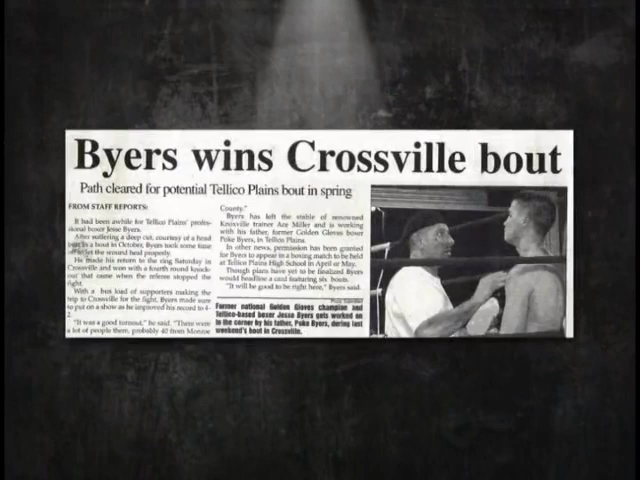 Byers wins Crossville bout
Path cleared for potential Tellico Plains bout in spring
FROM STAFF REPORTS:
It had been awhile for Tellico Plains' profes-
sional boxer Jesse Byers.
After suffering a deep cut, courtesy of a head
butt in a bout in October, Byers took some time
off to let the wound heal properly.
He made his return to the ring Saturday in
Crossville and won with a fourth round knock-
out that came when the referee stopped the
fight.
With a bus load of supporters making the
trip to Crossville for the fight, Byers made sure
to put on a show as he improved his record to 4-
2.
"It was a good turnout," he said. "There were
a lot of people there, probably 40 from Monroe
County."
Byers has left the stable of renowned
Knoxville trainer Ace Miller and is working
with his father, former Golden Gloves boxer
Poke Byers, in Tellico Plains.
In other news, permission has been granted
for Byers to appear in a boxing match to be held
at Tellico Plains High School in April or May.
Though plans have yet to be finalized Byers
would headline a card featuring six bouts.
"It will be good to be right here," Byers said.
Former national Golden Gloves champion and
Tellico-based boxer Jesse Byers gets worked on
in the corner by his father, Poke Byers, during last
weekend's bout in Crossville.